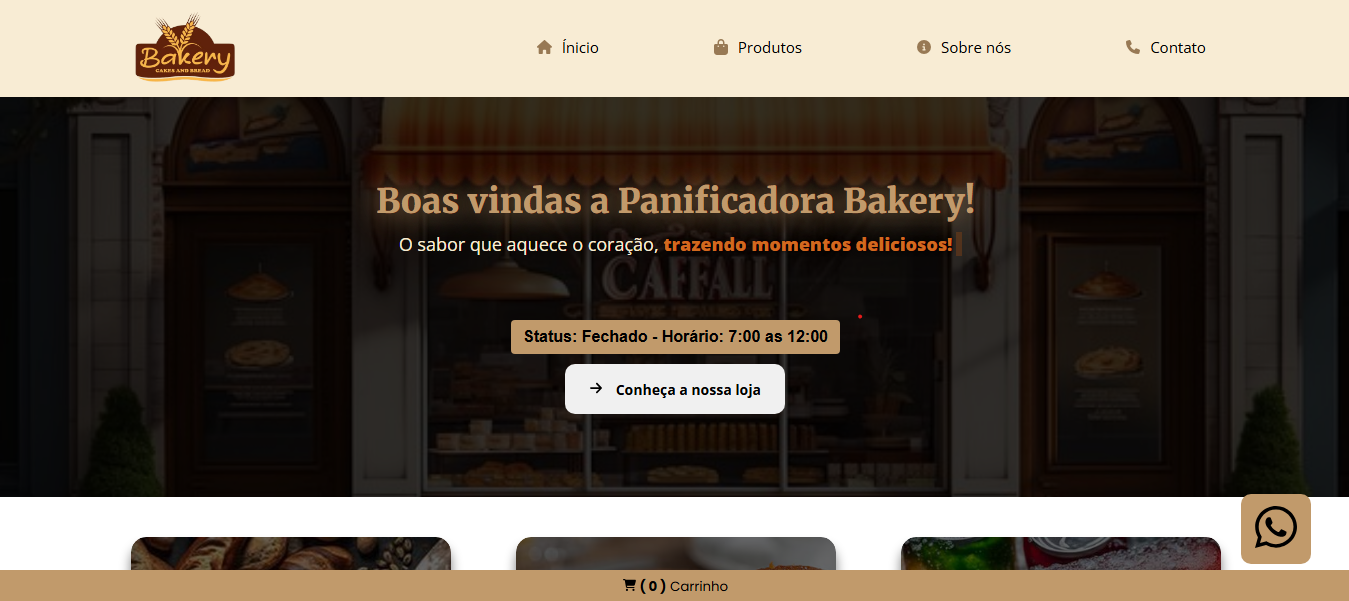 Bakery
CAKES AND BREAD
Ínicio
Produtos
Sobre nós
Contato
Boas vindas a Panificadora Bakery!
O sabor que aquece o coração, trazendo momentos deliciosos!
CAFFALL
Status: Fechado - Horário: 7:00 as 12:00
Conheça a nossa loja
( 0 ) Carrinho